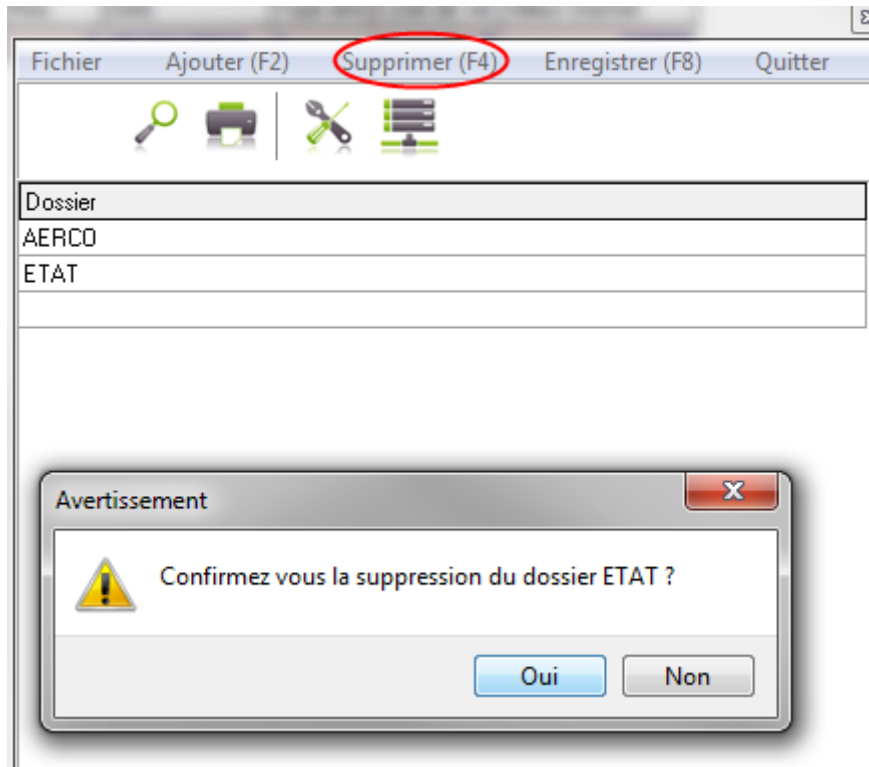 Fichier Ajouter (F2) Supprimer (F4) Enregistrer (F8) Quitter
Dossier
AERCO
ETAT
Avertissement
Confirmez vous la suppression du dossier ETAT ?
Oui Non